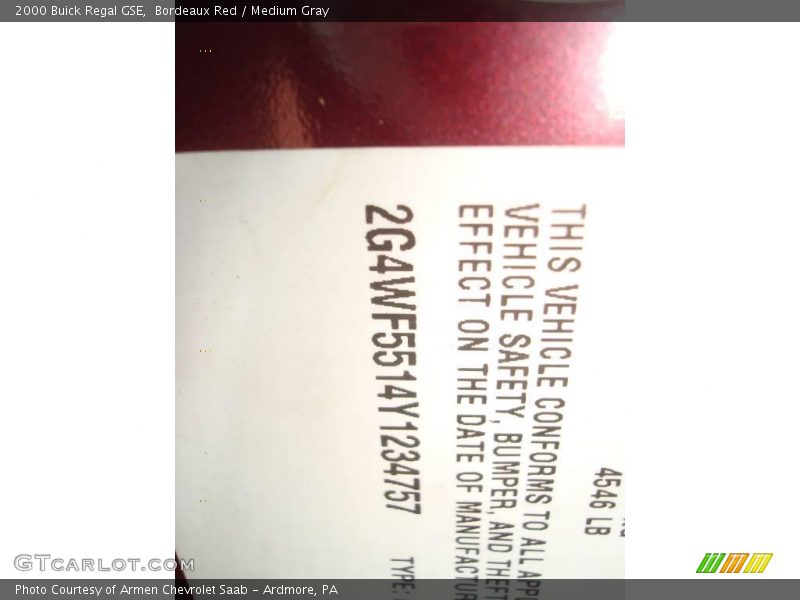 2000 Buick Regal GSE,  Bordeaux Red / Medium Gray
4546 LB
THIS VEHICLE CONFORMS TO ALL APP
VEHICLE SAFETY, BUMPER, AND THEFT
EFFECT ON THE DATE OF MANUFACTUR
2G4WF5514Y1234757 TYPE:
GTCARLOT.COM
Photo Courtesy of Armen Chevrolet Saab - Ardmore, PA